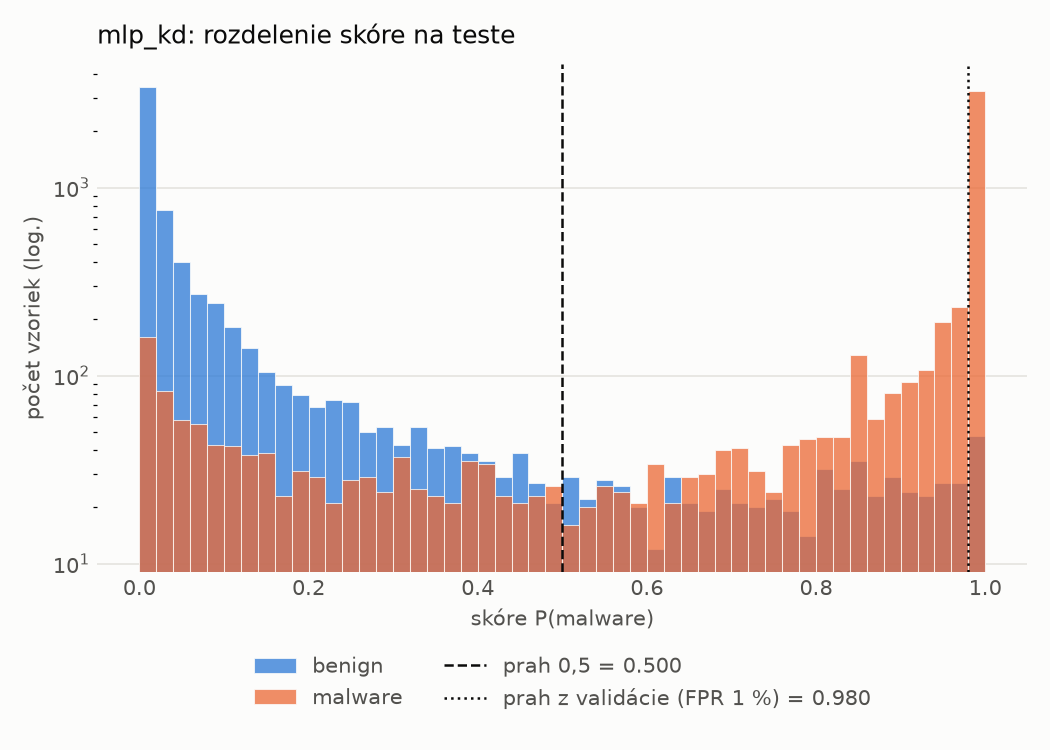 mlp_kd: rozdelenie skóre na teste
počet vzoriek (log.)
10³
10²
10¹
0.0 0.2 0.4 0.6 0.8 1.0
skóre P(malware)
benign
malware
prah 0,5 = 0.500
prah z validácie (FPR 1 %) = 0.980